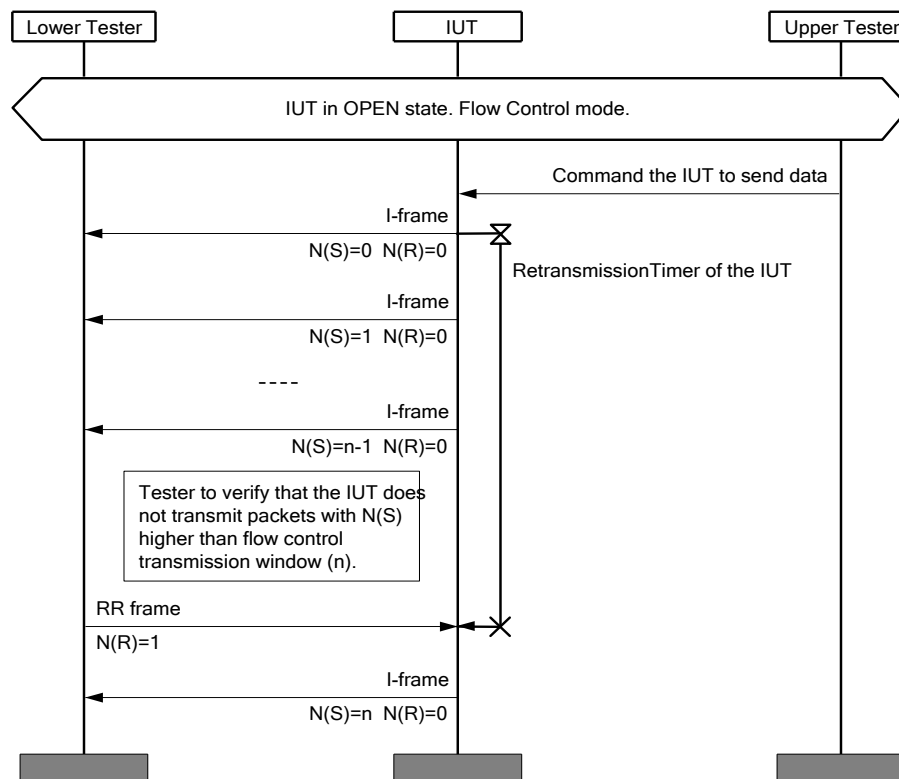 Lower Tester
IUT
Upper Tester
IUT in OPEN state. Flow Control mode.
Command the IUT to send data
I-frame
N(S)=0 N(R)=0
RetransmissionTimer of the IUT
I-frame
N(S)=1 N(R)=0
----
I-frame
N(S)=n-1 N(R)=0
Tester to verify that the IUT does
not transmit packets with N(S)
higher than flow control
transmission window (n).
RR frame
N(R)=1
I-frame
N(S)=n N(R)=0